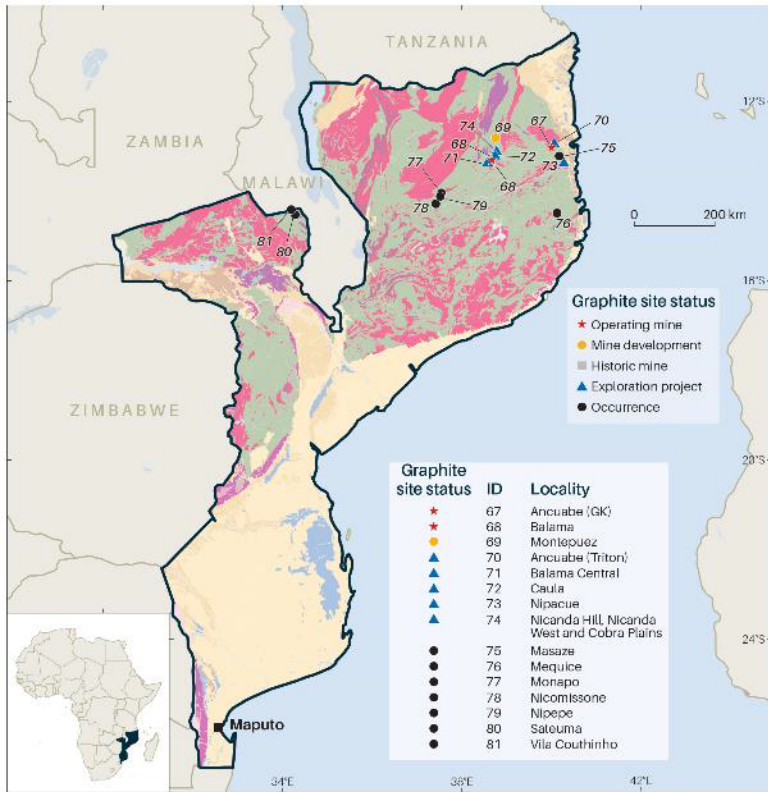 TANZANIA
12°S
ZAMBIA
67
70
74
69
68
75
72
73
71
77
MALAWI
68
78
79
76
81
80
0 200 km
16°S
Graphite site status
Operating mine
Mine development
Historic mine
Exploration project
Occurrence
ZIMBABWE
20°S
Graphite site status ID Locality
67 Ancuabe (GK)
68 Balama
69 Montepuez
70 Ancuabe (Triton)
71 Balama Central
72 Caula
73 Nipacue
74 Nicanda Hill, Nicanda
West and Cobra Plains
75 Masaze
76 Mequice
77 Monapo
78 Nicomissone
79 Nipepe
80 Sateuma
81 Vila Couthinho
24°S
Maputo
34°E 38°E 42°E